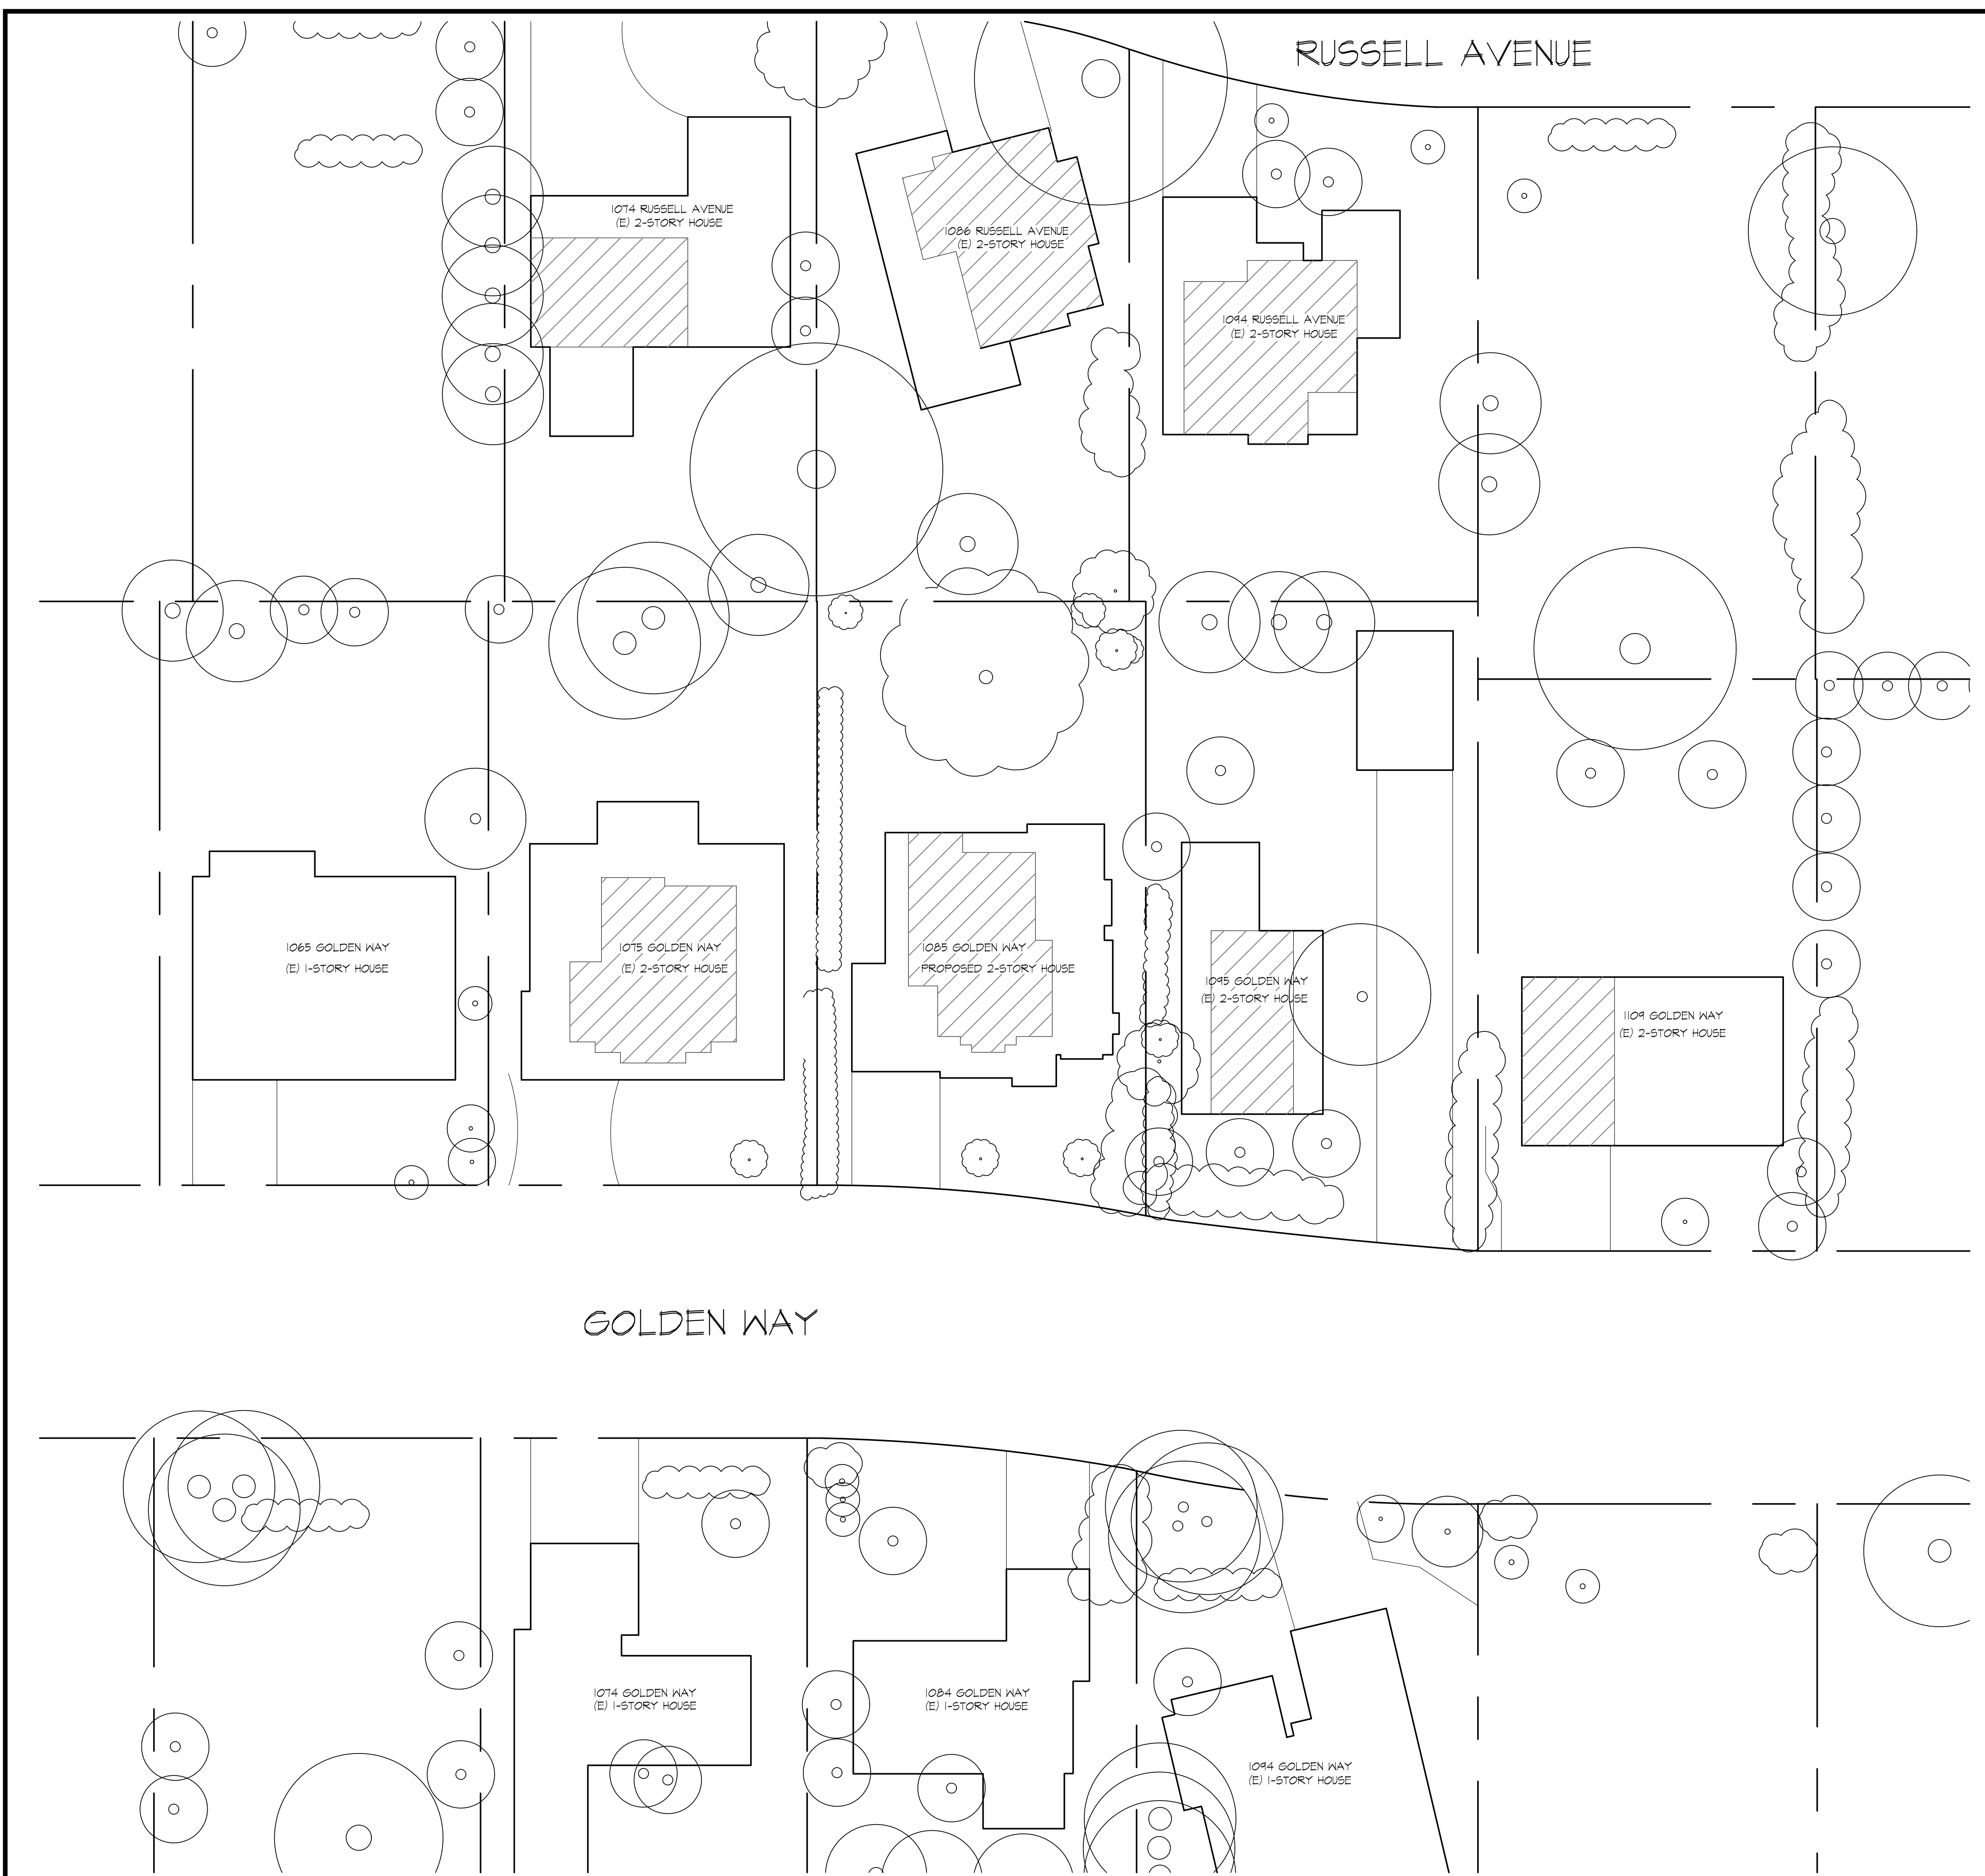 RUSSELL AVENUE
1074 RUSSELL AVENUE
(E) 2-STORY HOUSE
1086 RUSSELL AVENUE
(E) 2-STORY HOUSE
1094 RUSSELL AVENUE
(E) 2-STORY HOUSE
1065 GOLDEN WAY
(E) 1-STORY HOUSE
1075 GOLDEN WAY
(E) 2-STORY HOUSE
1085 GOLDEN WAY
PROPOSED 2-STORY HOUSE
1095 GOLDEN WAY
(E) 2-STORY HOUSE
1109 GOLDEN WAY
(E) 2-STORY HOUSE
GOLDEN WAY
1074 GOLDEN WAY
(E) 1-STORY HOUSE
1084 GOLDEN WAY
(E) 1-STORY HOUSE
1094 GOLDEN WAY
(E) 1-STORY HOUSE